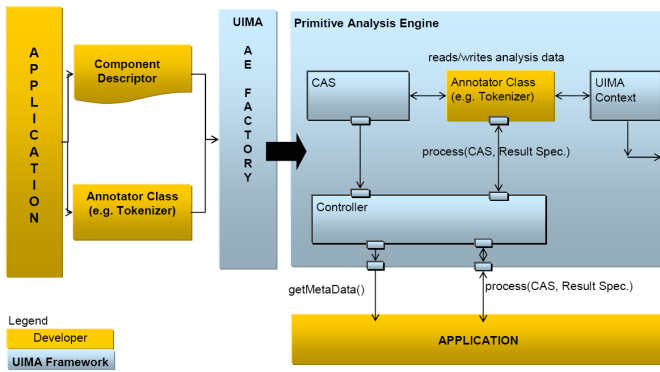 APPLICATION
Component
Descriptor
Annotator Class
(e.g. Tokenizer)
UIMA
AE FACTORY
Primitive Analysis Engine
reads/writes analysis data
CAS
Annotator Class
(e.g. Tokenizer)
UIMA
Context
process(CAS, Result Spec.)
Controller
getMetaData()
process(CAS, Result Spec.)
APPLICATION
Legend
Developer
UIMA Framework